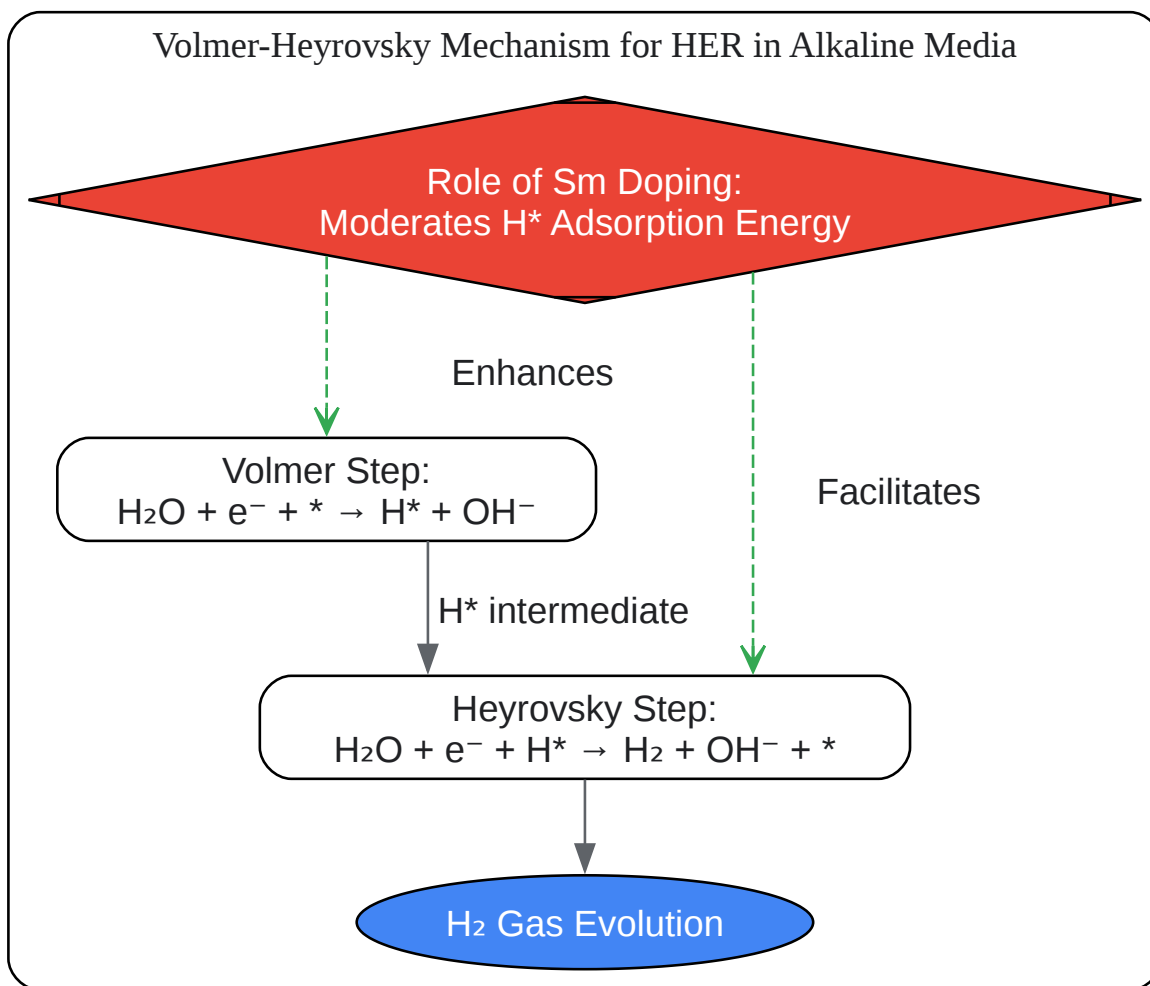 Volmer-Heyrovsky Mechanism for HER in Alkaline Media
Role of Sm Doping:
Moderates H* Adsorption Energy
Enhances
Volmer Step:
H₂O + e⁻ + * → H* + OH⁻
Facilitates
H* intermediate
Heyrovsky Step:
H₂O + e⁻ + H* → H₂ + OH⁻ + *
H₂ Gas Evolution